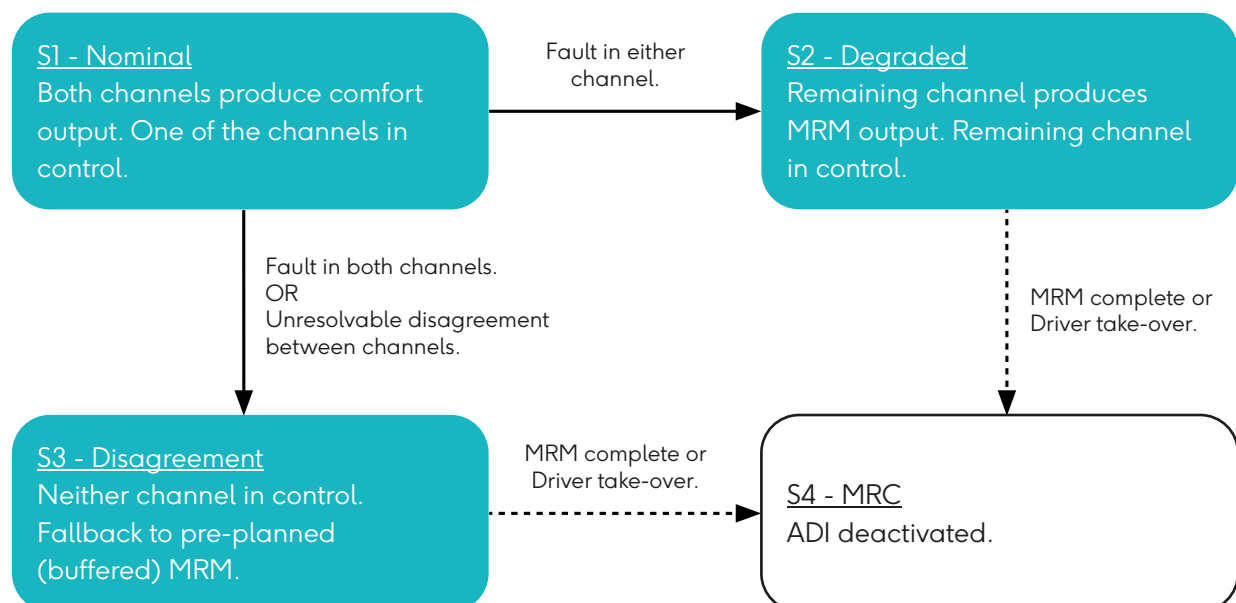 S1 - Nominal
Both channels produce comfort
output. One of the channels in
control.
Fault in either
channel.
S2 - Degraded
Remaining channel produces
MRM output. Remaining channel
in control.
Fault in both channels.
OR
Unresolvable disagreement
between channels.
MRM complete or
Driver take-over.
S3 - Disagreement
Neither channel in control.
Fallback to pre-planned
(buffered) MRM.
MRM complete or
Driver take-over.
S4 - MRC
ADI deactivated.